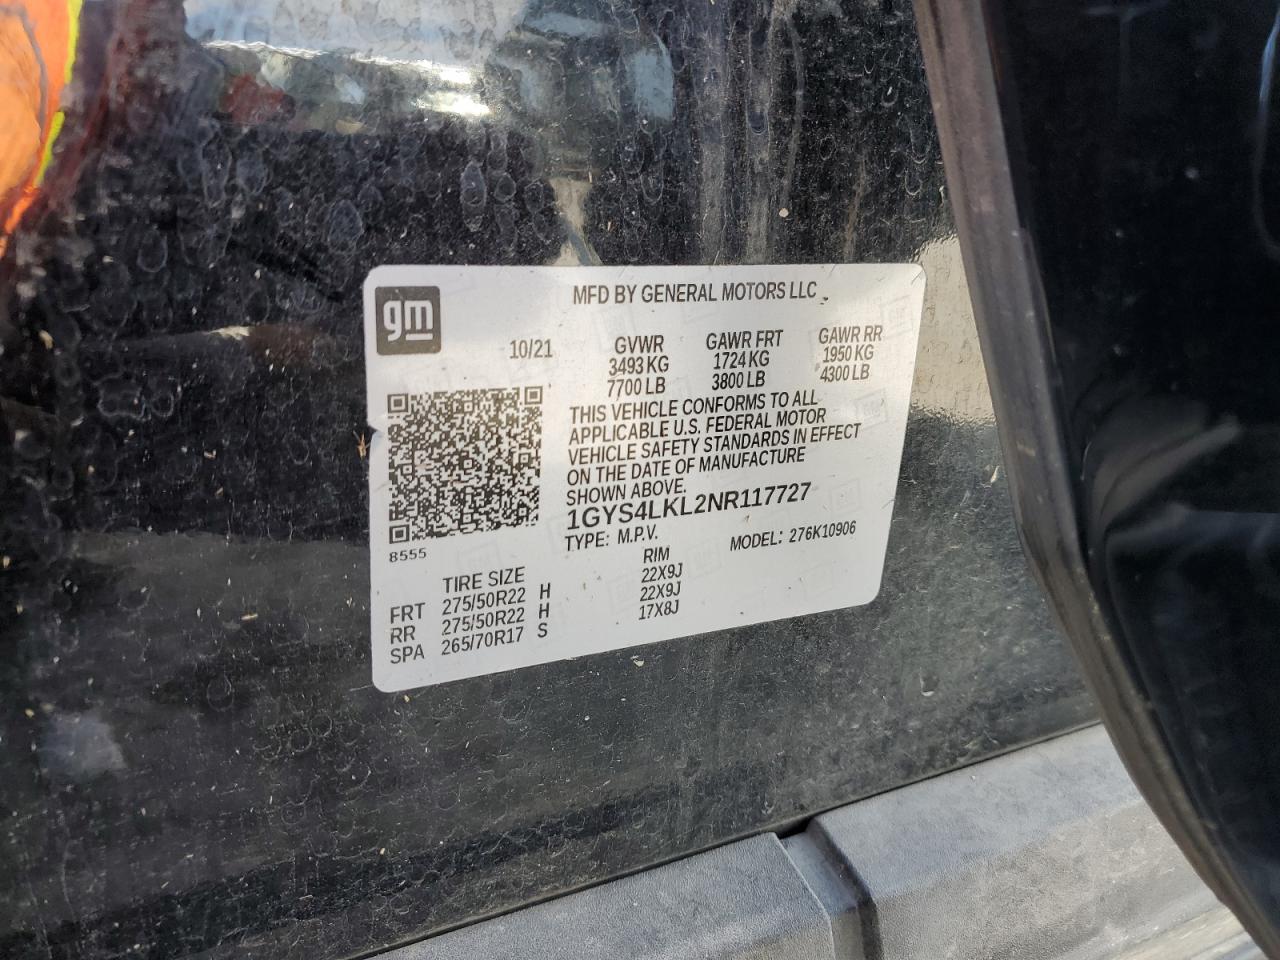 MFD BY GENERAL MOTORS LLC
gm
10/21
GVWR
3493 KG
7700 LB
GAWR FRT
1724 KG
3800 LB
GAWR RR
1950 KG
4300 LB
THIS VEHICLE CONFORMS TO ALL
APPLICABLE U.S. FEDERAL MOTOR
VEHICLE SAFETY STANDARDS IN EFFECT
ON THE DATE OF MANUFACTURE
SHOWN ABOVE.
1GYS4LKL2NR117727
TYPE: M.P.V.
MODEL: 276K10906
8555
TIRE SIZE RIM
FRT 275/50R22 H 22X9J
RR 275/50R22 H 22X9J
SPA 265/70R17 S 17X8J